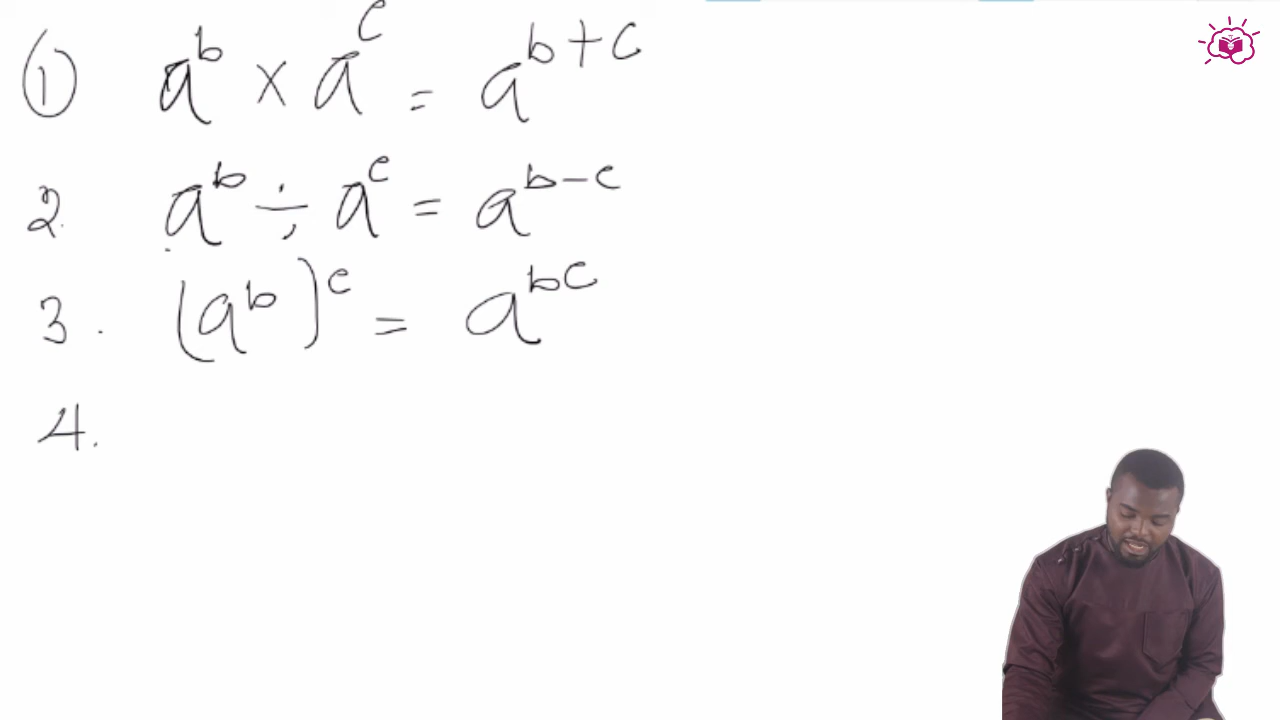 ① a^b × a^c = a^{b+c}
2. a^b ÷ a^c = a^{b-c}
3. (a^b)^c = a^{bc}
4.